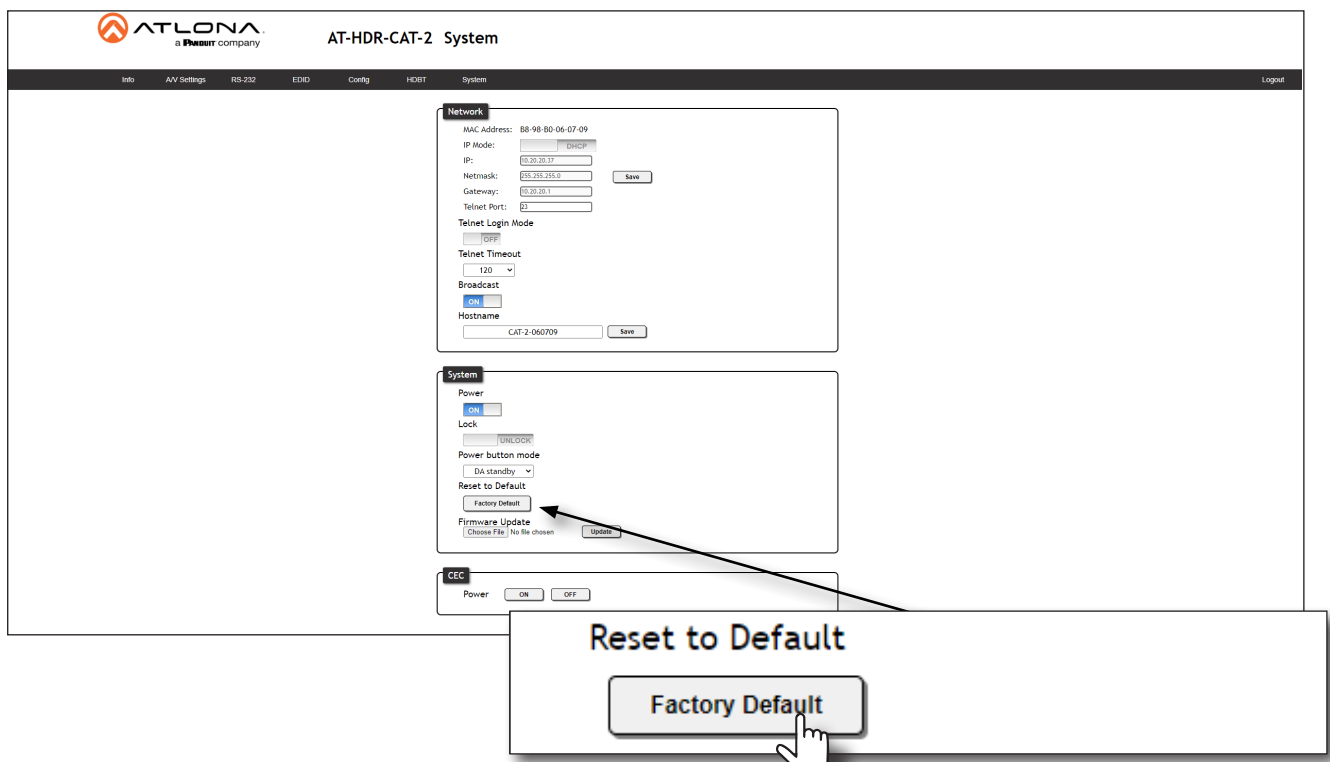 ATLONA.
a PANDUIT company
AT-HDR-CAT-2 System
Info A/V Settings RS-232 EDID Config HDBT System Logout
Network
MAC Address: B8-98-B0-06-07-09
IP Mode: DHCP
IP: 10.20.20.37
Netmask: 255.255.255.0 Save
Gateway: 10.20.20.1
Telnet Port: 23
Telnet Login Mode
OFF
Telnet Timeout
120
Broadcast
ON
Hostname
CAT-2-060709 Save
System
Power
ON
Lock
UNLOCK
Power button mode
DA standby
Reset to Default
Factory Default
Firmware Update
Choose File No file chosen Update
CEC
Power ON OFF
Reset to Default
Factory Default